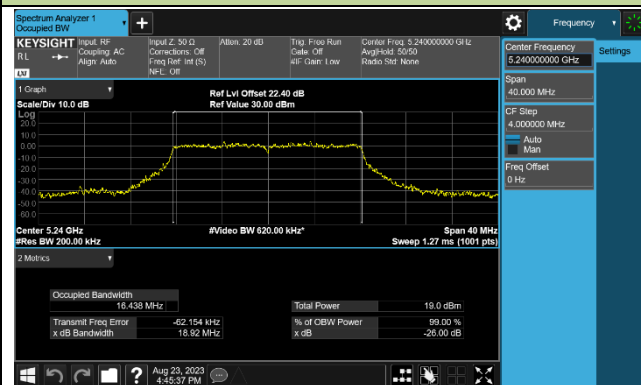 Spectrum Analyzer 1
Occupied BW
Frequency
KEYSIGHT
RL
LXI
Input: RF
Coupling: AC
Align: Auto
Input Z: 50 Ω
Corrections: Off
Freq Ref: Int (S)
NFE: Off
Atten: 20 dB
Trig: Free Run
Gate: Off
#IF Gain: Low
Center Freq: 5.240000000 GHz
Avg|Hold: 50/50
Radio Std: None
Center Frequency
5.240000000 GHz
Settings
Span
40.000 MHz
CF Step
4.000000 MHz
Auto
Man
Freq Offset
0 Hz
1 Graph
Scale/Div 10.0 dB
Ref Lvl Offset 22.40 dB
Ref Value 30.00 dBm
Log
20.0
10.0
0.00
-10.0
-20.0
-30.0
-40.0
-50.0
-60.0
Center 5.24 GHz
#Res BW 200.00 kHz
#Video BW 620.00 kHz*
Span 40 MHz
Sweep 1.27 ms (1001 pts)
2 Metrics
Occupied Bandwidth
16.438 MHz
Total Power 19.0 dBm
Transmit Freq Error -62.154 kHz
% of OBW Power 99.00 %
x dB Bandwidth 18.92 MHz
x dB -26.00 dB
?
Aug 23, 2023
4:45:37 PM